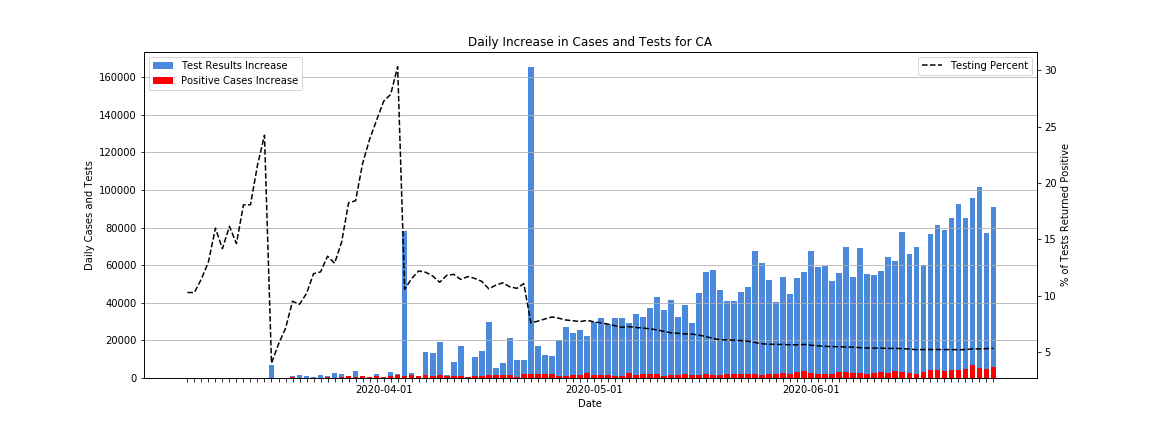 Daily Increase in Cases and Tests for CA
Test Results Increase
Positive Cases Increase
Testing Percent
Daily Cases and Tests
160000
140000
120000
100000
80000
60000
40000
20000
0
% of Tests Returned Positive
30
25
20
15
10
5
2020-04-01
2020-05-01
2020-06-01
Date